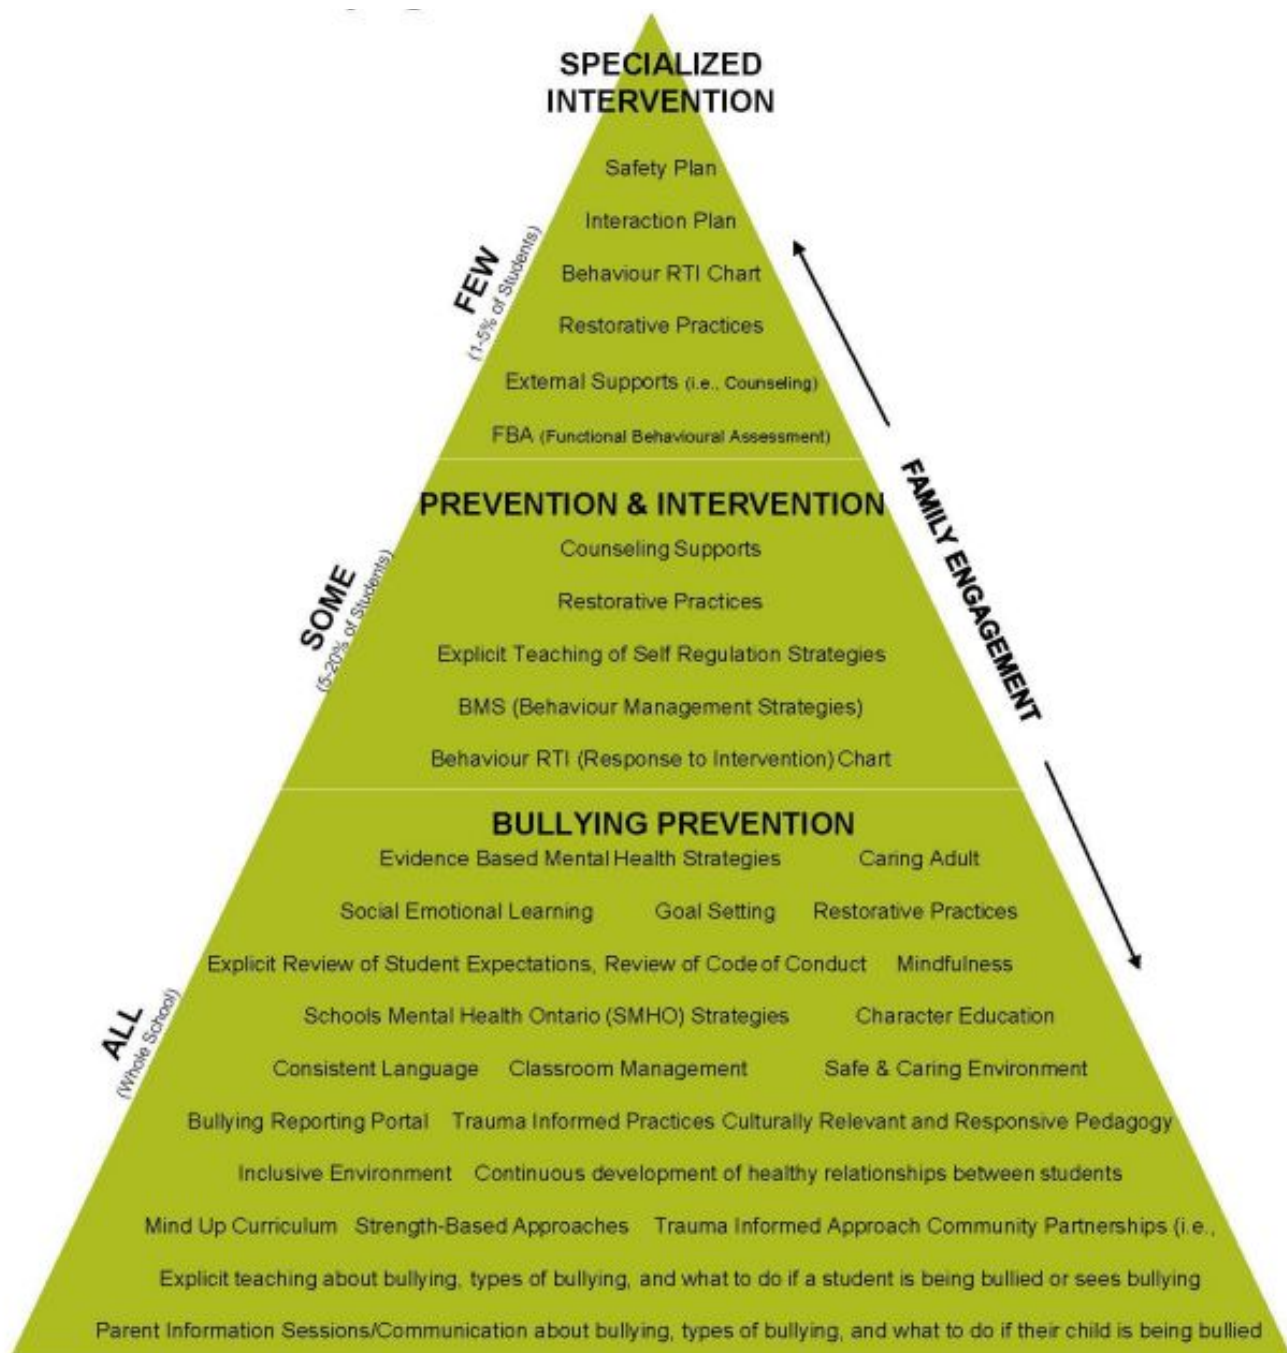 SPECIALIZED
INTERVENTION
Safety Plan
Interaction Plan
Behaviour RTI Chart
Restorative Practices
External Supports (i.e., Counseling)
FBA (Functional Behavioural Assessment)
FEW
(1-5% of Students)
PREVENTION & INTERVENTION
Counseling Supports
Restorative Practices
Explicit Teaching of Self Regulation Strategies
BMS (Behaviour Management Strategies)
Behaviour RTI (Response to Intervention) Chart
SOME
(5-20% of Students)
FAMILY ENGAGEMENT
BULLYING PREVENTION
Evidence Based Mental Health Strategies Caring Adult
Social Emotional Learning Goal Setting Restorative Practices
Explicit Review of Student Expectations, Review of Code of Conduct Mindfulness
Schools Mental Health Ontario (SMHO) Strategies Character Education
Consistent Language Classroom Management Safe & Caring Environment
Bullying Reporting Portal Trauma Informed Practices Culturally Relevant and Responsive Pedagogy
Inclusive Environment Continuous development of healthy relationships between students
Mind Up Curriculum Strength-Based Approaches Trauma Informed Approach Community Partnerships (i.e.,
Explicit teaching about bullying, types of bullying, and what to do if a student is being bullied or sees bullying
Parent Information Sessions/Communication about bullying, types of bullying, and what to do if their child is being bullied
ALL
(Whole School)